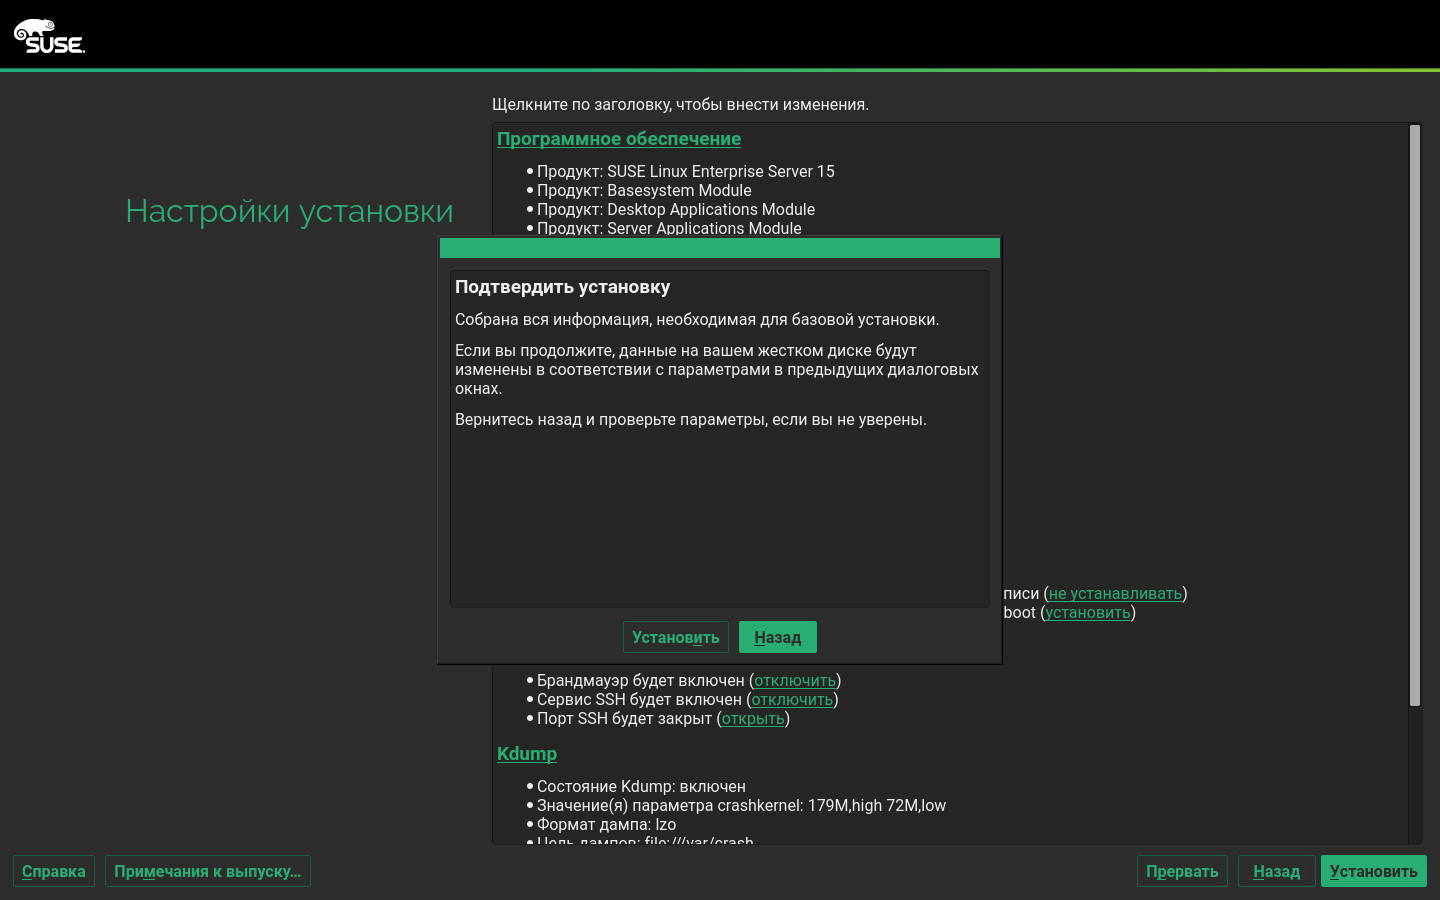 SUSE
Щелкните по заголовку, чтобы внести изменения.
Программное обеспечение
Продукт: SUSE Linux Enterprise Server 15
Продукт: Basesystem Module
Продукт: Desktop Applications Module
Продукт: Server Applications Module
Настройки установки
Подтвердить установку
Собрана вся информация, необходимая для базовой установки.
Если вы продолжите, данные на вашем жестком диске будут
изменены в соответствии с параметрами в предыдущих диалоговых
окнах.
Вернитесь назад и проверьте параметры, если вы не уверены.
Установить Назад
писи (не устанавливать)
boot (установить)
Брандмауэр будет включен (отключить)
Сервис SSH будет включен (отключить)
Порт SSH будет закрыт (открыть)
Kdump
Состояние Kdump: включен
Значение(я) параметра crashkernel: 179M,high 72M,low
Формат дампа: lzo
Цель дампов: file:///var/crash
Справка Примечания к выпуску... Прервать Назад Установить